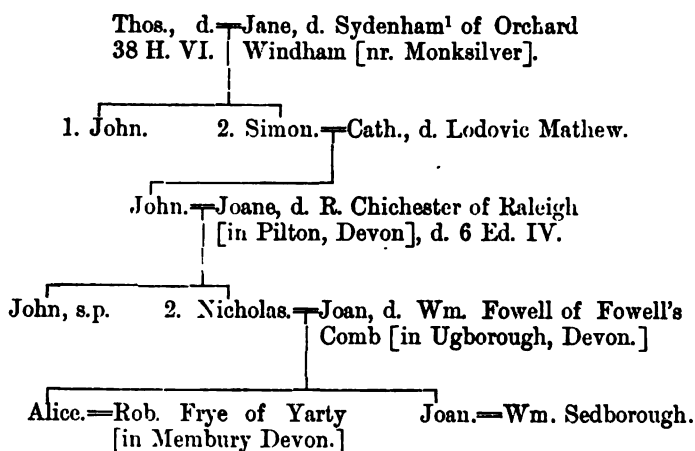 Thos., d.=Jane, d. Sydenham¹ of Orchard
38 H. VI. Windham [nr. Monksilver].
1. John. 2. Simon.=Cath., d. Lodovic Mathew.
John.=Joane, d. R. Chichester of Raleigh
[in Pilton, Devon], d. 6 Ed. IV.
John, s.p. 2. Nicholas.=Joan, d. Wm. Fowell of Fowell's
Comb [in Ugborough, Devon.]
Alice.=Rob. Frye of Yarty Joan.=Wm. Sedborough.
[in Membury Devon.]